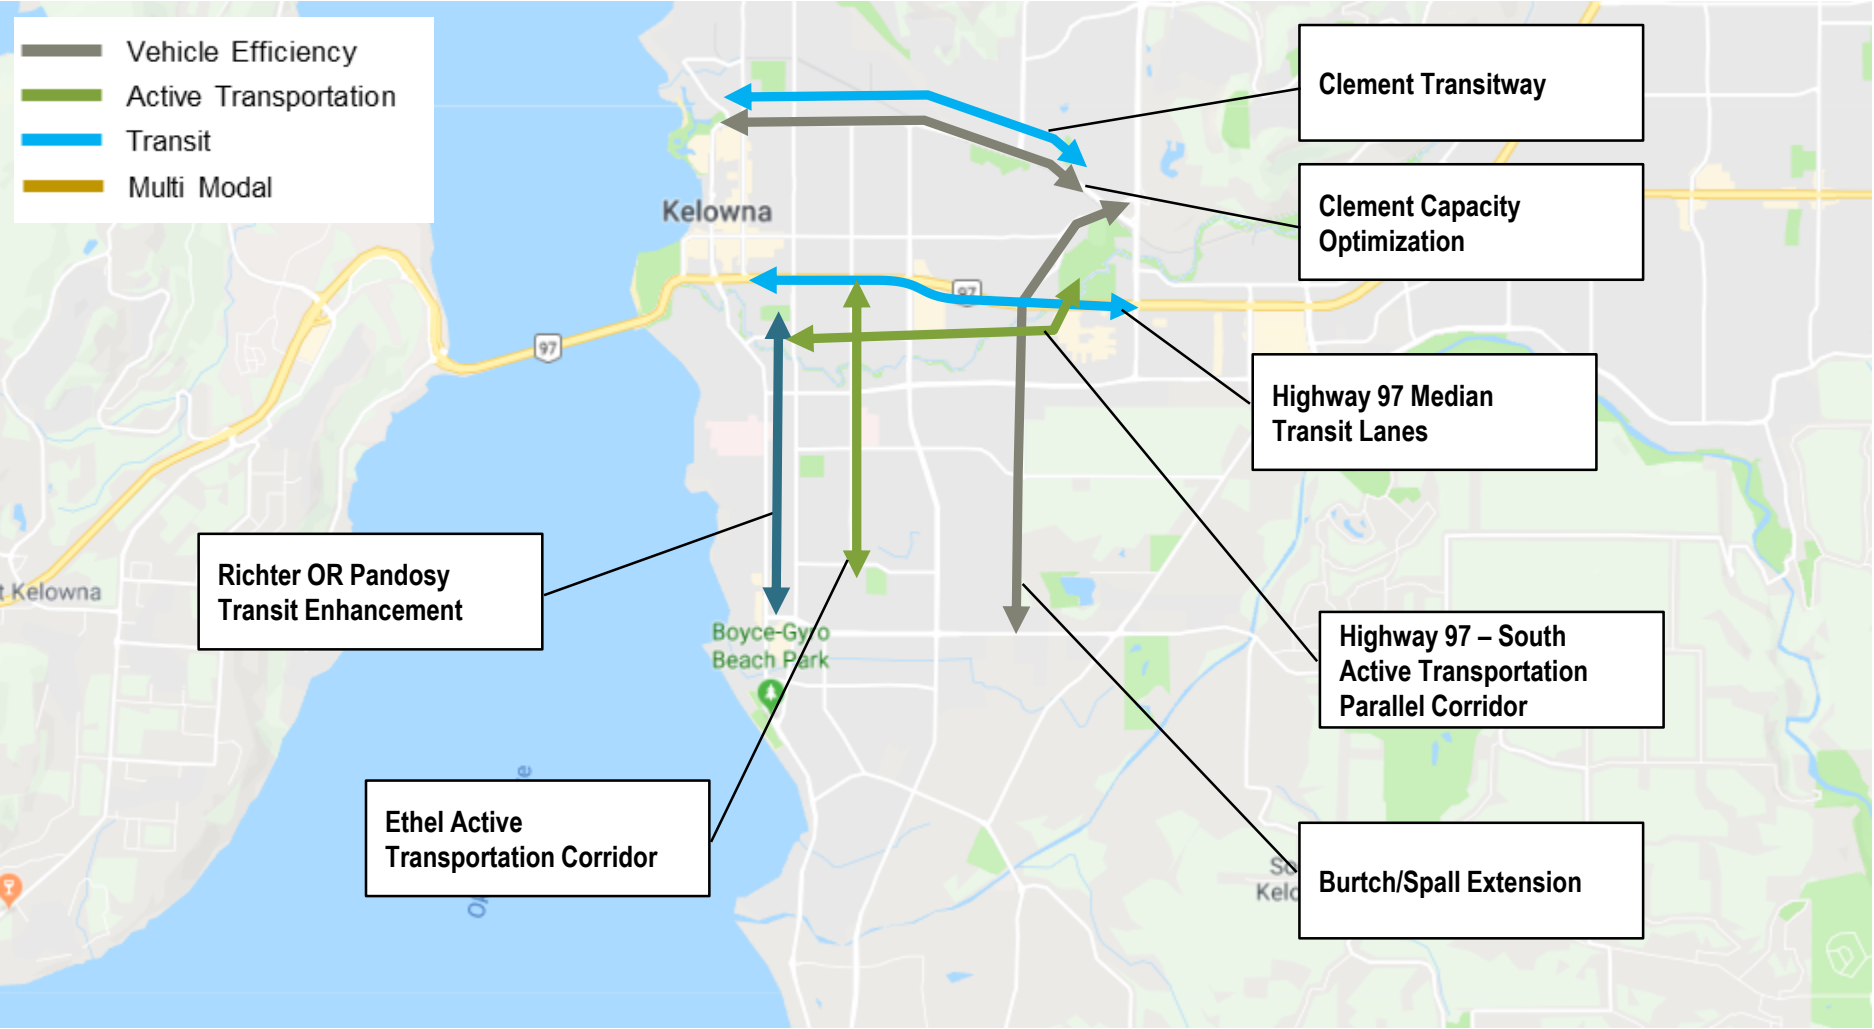 Vehicle Efficiency
Active Transportation
Transit
Multi Modal
Clement Transitway
Clement Capacity
Optimization
Kelowna
97
97
Highway 97 Median
Transit Lanes
Richter OR Pandosy
Transit Enhancement
t Kelowna
Boyce-Gyro
Beach Park
Highway 97 – South
Active Transportation
Parallel Corridor
Ethel Active
Transportation Corridor
Burtch/Spall Extension
So
Kelo